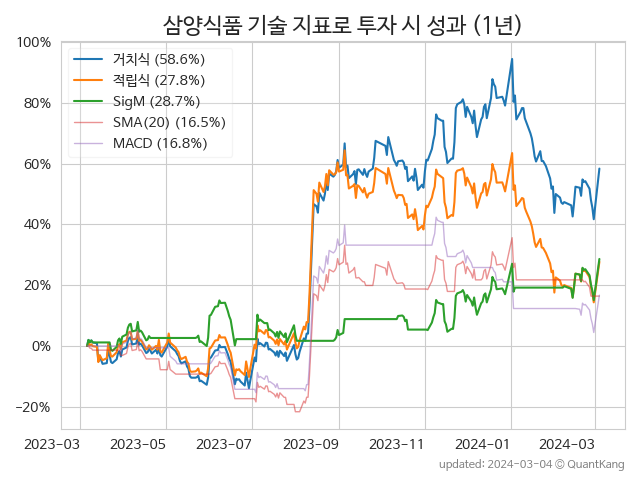 삼양식품 기술 지표로 투자 시 성과 (1년)
거치식 (58.6%)
적립식 (27.8%)
SigM (28.7%)
SMA(20) (16.5%)
MACD (16.8%)
100%
80%
60%
40%
20%
0%
−20%
2023-03 2023-05 2023-07 2023-09 2023-11 2024-01 2024-03
updated: 2024-03-04 © QuantKang